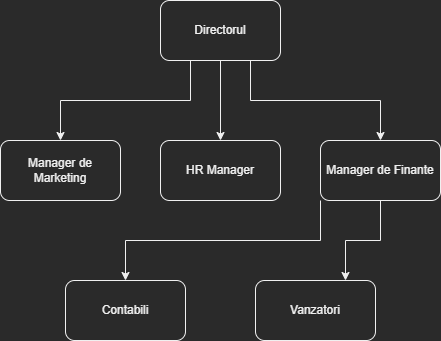 Directorul
Manager de
Marketing
HR Manager
Manager de Finante
Contabili
Vanzatori